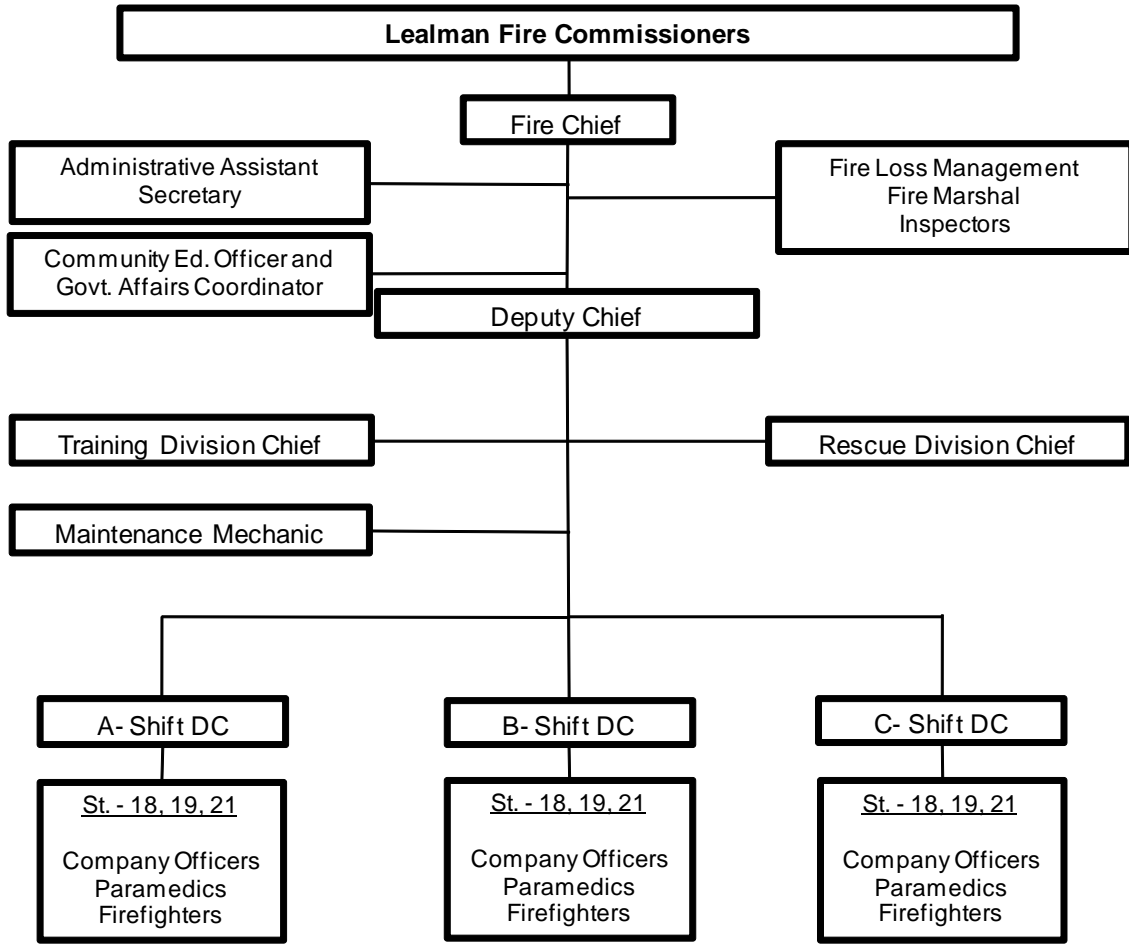 Lealman Fire Commissioners
Fire Chief
Administrative Assistant
Secretary
Fire Loss Management
Fire Marshal
Inspectors
Community Ed. Officer and
Govt. Affairs Coordinator
Deputy Chief
Training Division Chief
Rescue Division Chief
Maintenance Mechanic
A- Shift DC
B- Shift DC
C- Shift DC
St. - 18, 19, 21
Company Officers
Paramedics
Firefighters
St. - 18, 19, 21
Company Officers
Paramedics
Firefighters
St. - 18, 19, 21
Company Officers
Paramedics
Firefighters